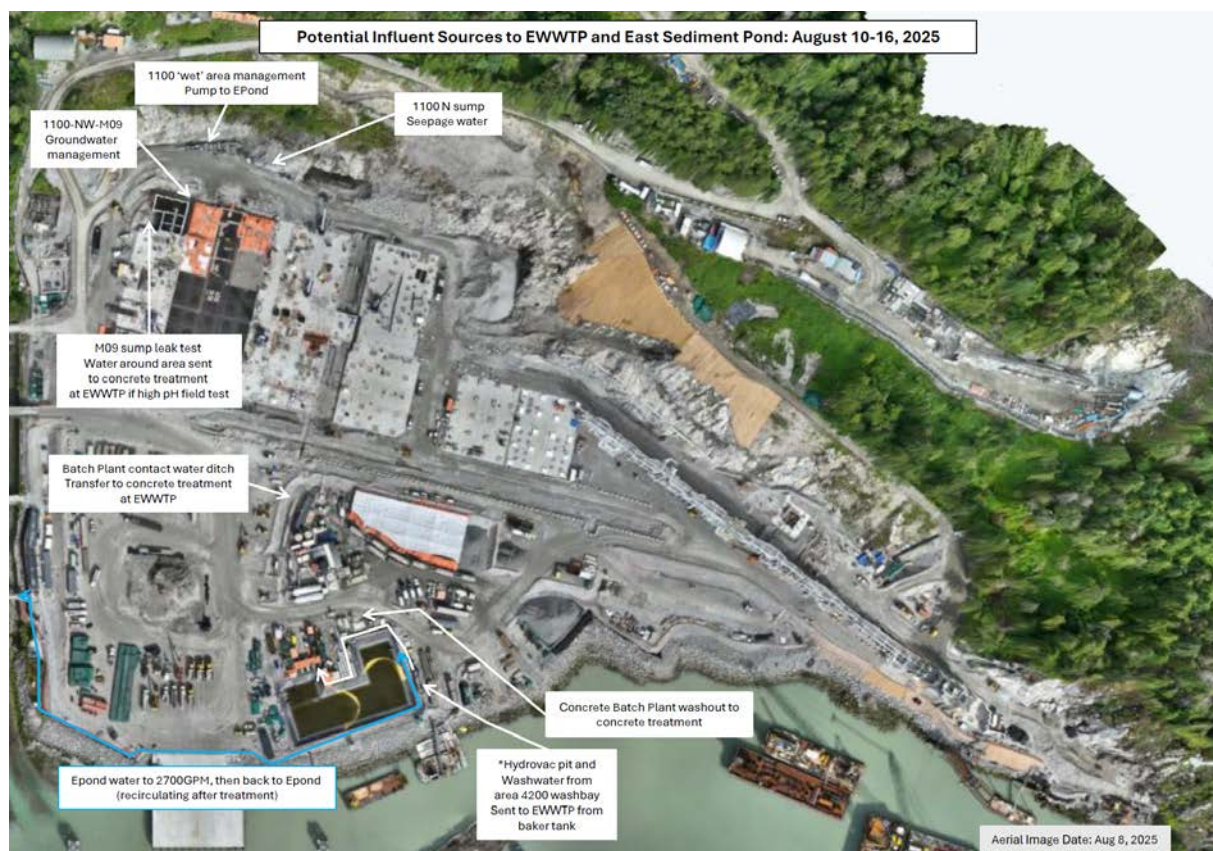 Potential Influent Sources to EWWTP and East Sediment Pond: August 10-16, 2025
1100 ‘wet’ area management
Pump to EPond
1100 N sump
Seepage water
1100-NW-M09
Groundwater
management
M09 sump leak test
Water around area sent
to concrete treatment
at EWWTP if high pH field test
Batch Plant contact water ditch
Transfer to concrete treatment
at EWWTP
Concrete Batch Plant washout to
concrete treatment
Epond water to 2700GPM, then back to Epond
(recirculating after treatment)
*Hydrovac pit and
Washwater from
area 4200 washbay
Sent to EWWTP from
baker tank
Aerial Image Date: Aug 8, 2025